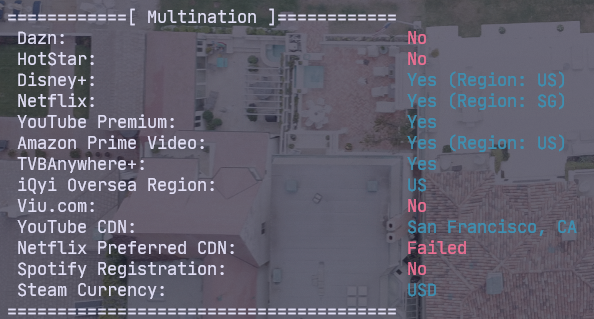 ============[ Multination ]============
Dazn: No
HotStar: No
Disney+: Yes (Region: US)
Netflix: Yes (Region: SG)
YouTube Premium: Yes
Amazon Prime Video: Yes (Region: US)
TVBAnywhere+: Yes
iQyi Oversea Region: US
Viu.com: No
YouTube CDN: San Francisco, CA
Netflix Preferred CDN: Failed
Spotify Registration: No
Steam Currency: USD
=======================================